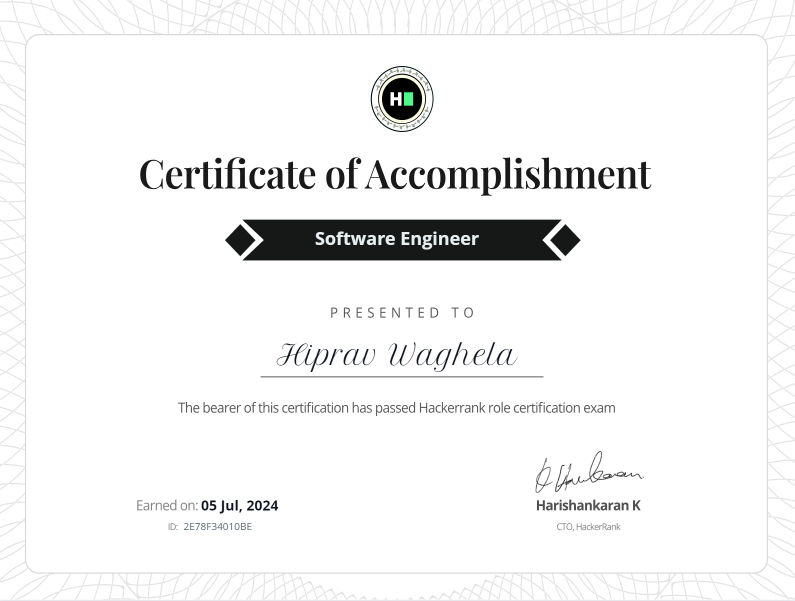 H
Certificate of Accomplishment
Software Engineer
PRESENTED TO
Hiprav Waghela
The bearer of this certification has passed Hackerrank role certification exam
Earned on: 05 Jul, 2024
ID: 2E78F34010BE
Harishankaran K
CTO, HackerRank